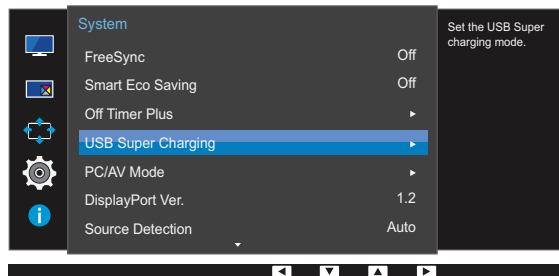 System
FreeSync Off
Smart Eco Saving Off
Off Timer Plus
USB Super Charging
PC/AV Mode
DisplayPort Ver. 1.2
Source Detection Auto
Set the USB Super
charging mode.